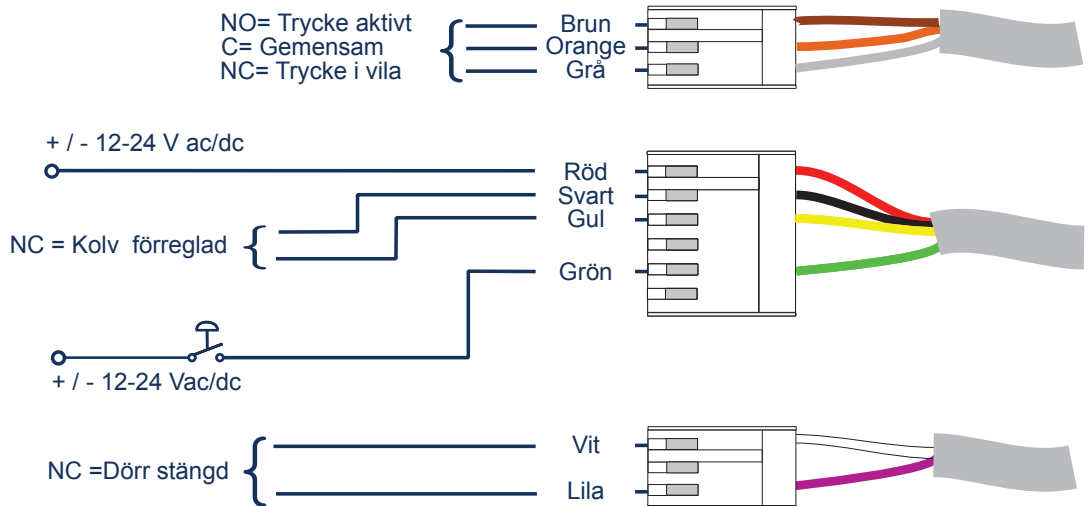 NO= Trycke aktivt
C= Gemensam
NC= Trycke i vila
Brun
Orange
Grå
+ / - 12-24 V ac/dc
Röd
Svart
Gul
NC = Kolv förreglad
Grön
+ / - 12-24 Vac/dc
Vit
NC =Dörr stängd
Lila